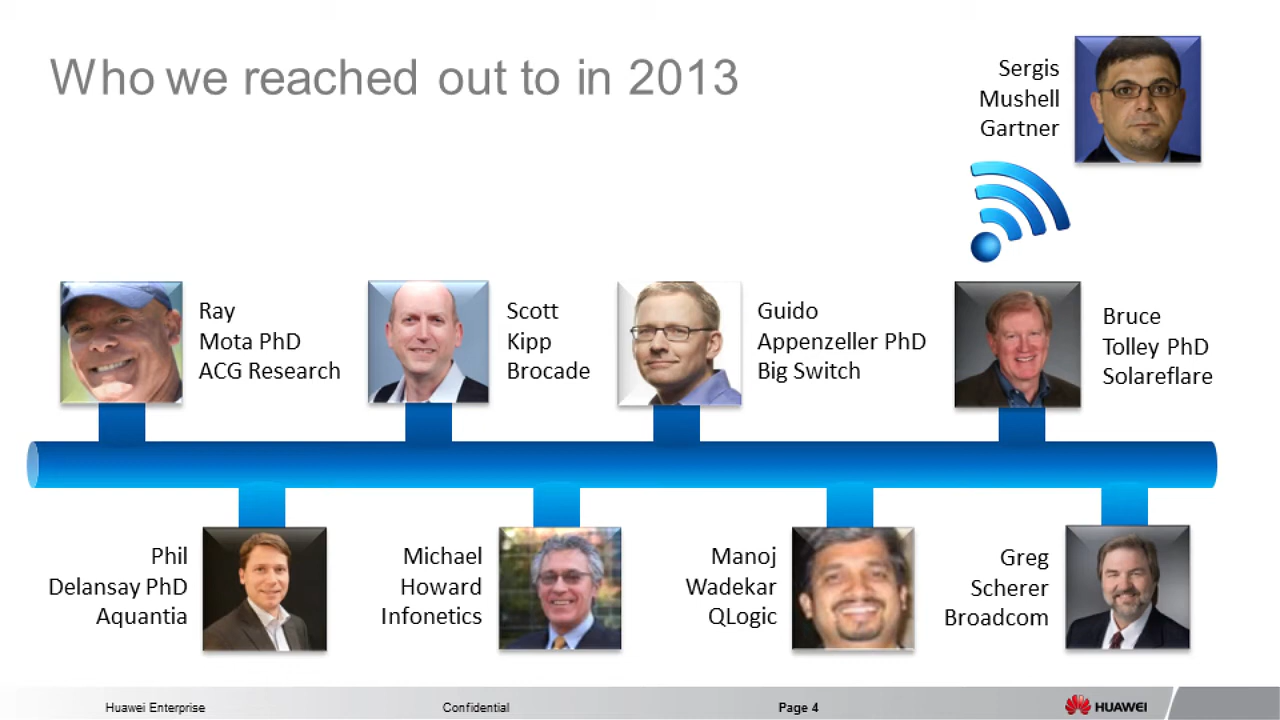 Who we reached out to in 2013
Sergis
Mushell
Gartner
Ray
Mota PhD
ACG Research
Scott
Kipp
Brocade
Guido
Appenzeller PhD
Big Switch
Bruce
Tolley PhD
Solareflare
Phil
Delansay PhD
Aquantia
Michael
Howard
Infonetics
Manoj
Wadekar
QLogic
Greg
Scherer
Broadcom
Huawei Enterprise
Confidential
Page 4
HUAWEI